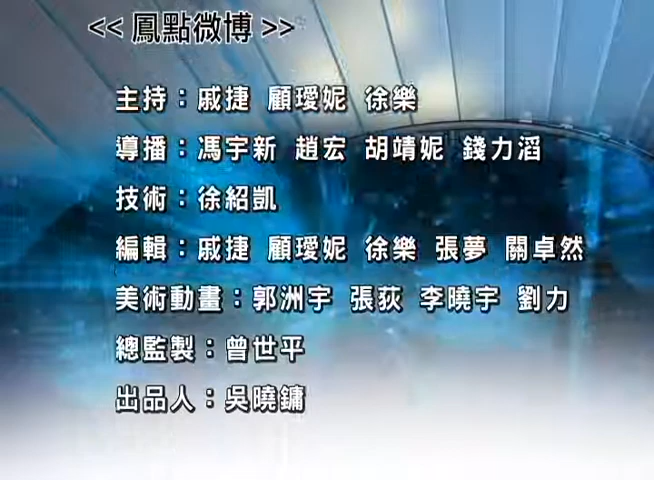 << 鳳點微博 >>
主持：戚捷 顧璦妮 徐樂
導播：馮宇新 趙宏 胡靖妮 錢力滔
技術：徐紹凱
編輯：戚捷 顧璦妮 徐樂 張夢 關卓然
美術動畫：郭洲宇 張荻 李曉宇 劉力
總監製：曾世平
出品人：吳曉鏞